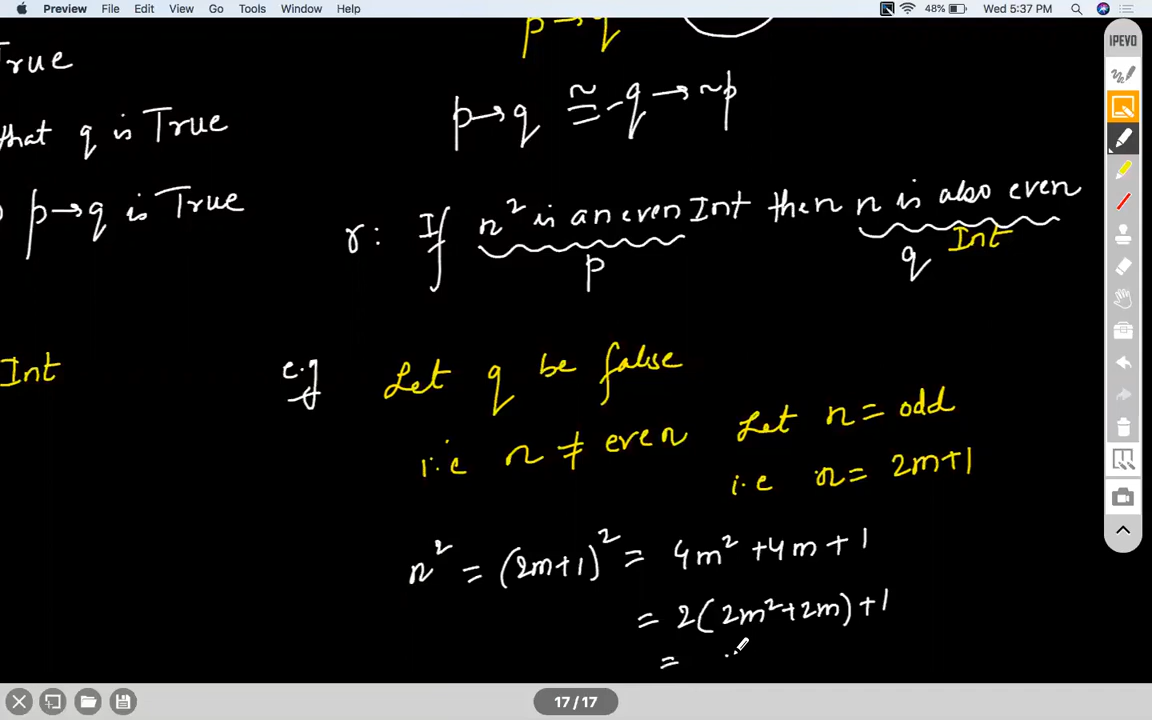 Preview File Edit View Go Tools Window Help 48% Wed 5:37 PM
IPEVO
p→q
True
p→q ≅ ~q→~p
that q is True
p→q is True
r: If n² is an even Int then n is also even
Int
p
q
Int
e.g Let q be false
i.e n ≠ even Let n = odd
i.e n = 2m+1
n² = (2m+1)² = 4m²+4m+1
= 2(2m²+2m)+1
=
17/17